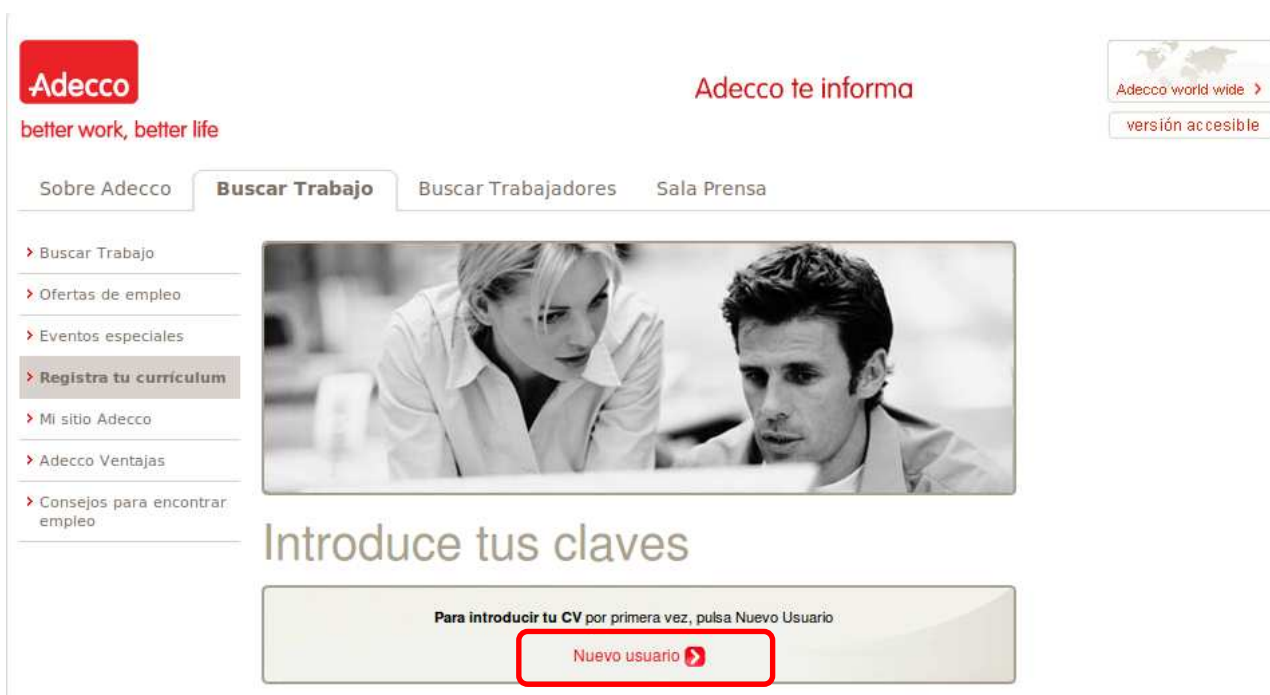 Adecco
better work, better life
Adecco te informa
Adecco world wide
versión accesible
Sobre Adecco
Buscar Trabajo
Buscar Trabajadores
Sala Prensa
Buscar Trabajo
Ofertas de empleo
Eventos especiales
Registra tu currículum
Mi sitio Adecco
Adecco Ventajas
Consejos para encontrar
empleo
Introduce tus claves
Para introducir tu CV por primera vez, pulsa Nuevo Usuario
Nuevo usuario